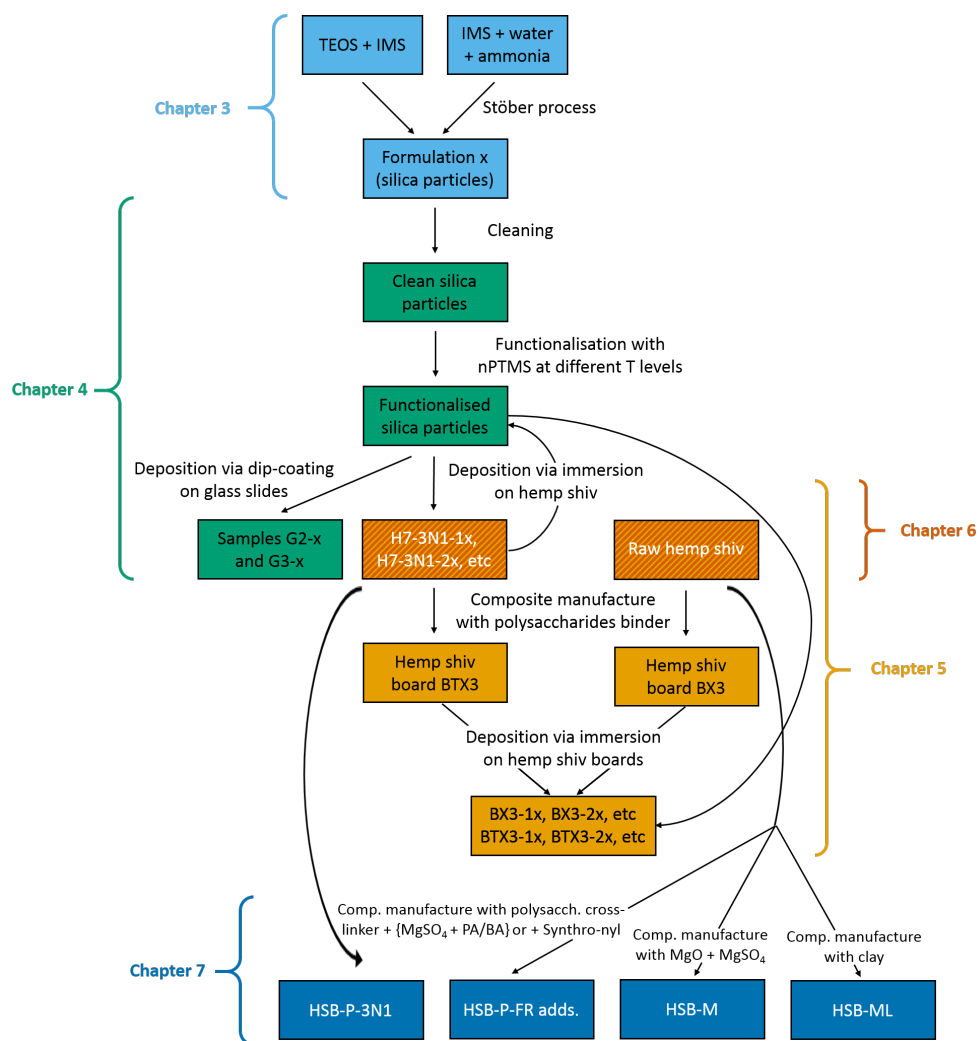 TEOS + IMS
IMS + water
+ ammonia
Chapter 3
Stöber process
Formulation x
(silica particles)
Cleaning
Clean silica
particles
Functionalisation with
nPTMS at different T levels
Chapter 4
Functionalised
silica particles
Deposition via dip-coating
on glass slides
Deposition via immersion
on hemp shiv
Samples G2-x
and G3-x
H7-3N1-1x,
H7-3N1-2x, etc
Raw hemp shiv
Chapter 6
Composite manufacture
with polysaccharides binder
Hemp shiv
board BTX3
Hemp shiv
board BX3
Chapter 5
Deposition via immersion
on hemp shiv boards
BX3-1x, BX3-2x, etc
BTX3-1x, BTX3-2x, etc
Comp. manufacture with polysacch. cross-
linker + {MgSO₄ + PA/BA} or + Synthro-nyl
Comp. manufacture
with MgO + MgSO₄
Comp. manufacture
with clay
Chapter 7
HSB-P-3N1
HSB-P-FR adds.
HSB-M
HSB-ML